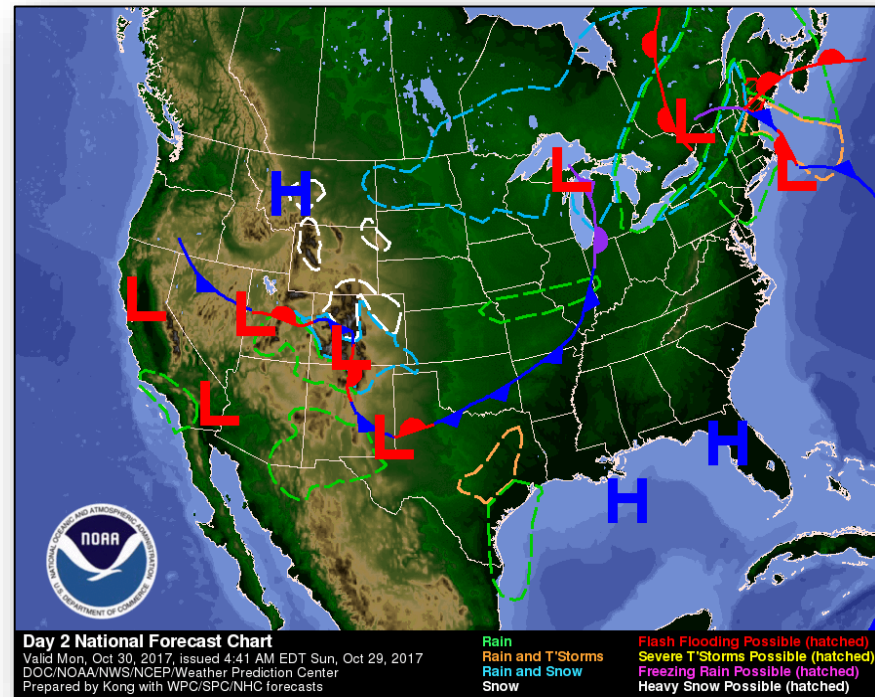 L
L
L
L
H
L
L
L
L
L
H
H
NATIONAL OCEANIC AND ATMOSPHERIC ADMINISTRATION
NOAA
U.S. DEPARTMENT OF COMMERCE
Day 2 National Forecast Chart
Valid Mon, Oct 30, 2017, issued 4:41 AM EDT Sun, Oct 29, 2017
DOC/NOAA/NWS/NCEP/Weather Prediction Center
Prepared by Kong with WPC/SPC/NHC forecasts
Rain
Rain and T'Storms
Rain and Snow
Snow
Flash Flooding Possible (hatched)
Severe T'Storms Possible (hatched)
Freezing Rain Possible (hatched)
Heavy Snow Possible (hatched)